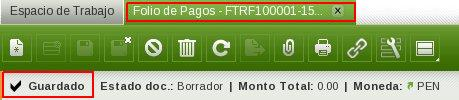 Espacio de Trabajo Folio de Pagos - FTRF100001-15...
Guardado Estado doc.: Borrador | Monto Total: 0.00 | Moneda: PEN